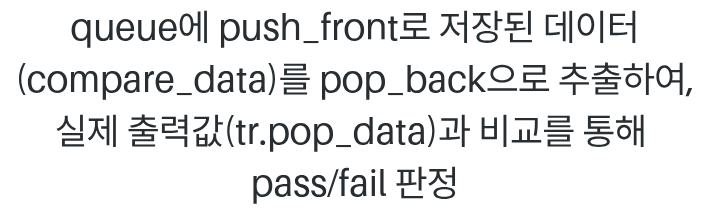 queue에 push_front로 저장된 데이터
(compare_data)를 pop_back으로 추출하여,
실제 출력값(tr.pop_data)과 비교를 통해
pass/fail 판정